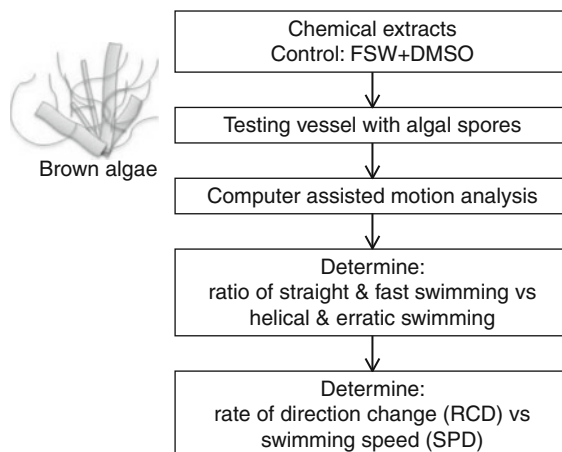 Chemical extracts
Control: FSW+DMSO
Brown algae
Testing vessel with algal spores
Computer assisted motion analysis
Determine:
ratio of straight & fast swimming vs
helical & erratic swimming
Determine:
rate of direction change (RCD) vs
swimming speed (SPD)